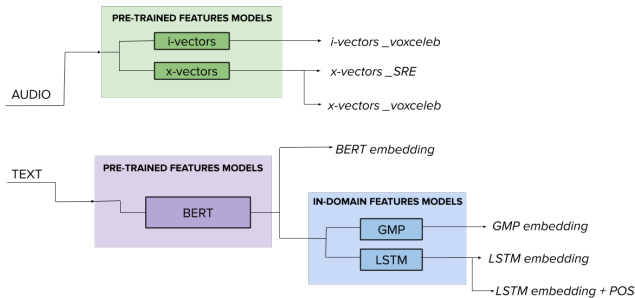 PRE-TRAINED FEATURES MODELS
i-vectors
i-vectors _voxceleb
x-vectors
x-vectors _SRE
AUDIO
x-vectors _voxceleb
BERT embedding
PRE-TRAINED FEATURES MODELS
TEXT
BERT
IN-DOMAIN FEATURES MODELS
GMP
GMP embedding
LSTM
LSTM embedding
LSTM embedding + POS